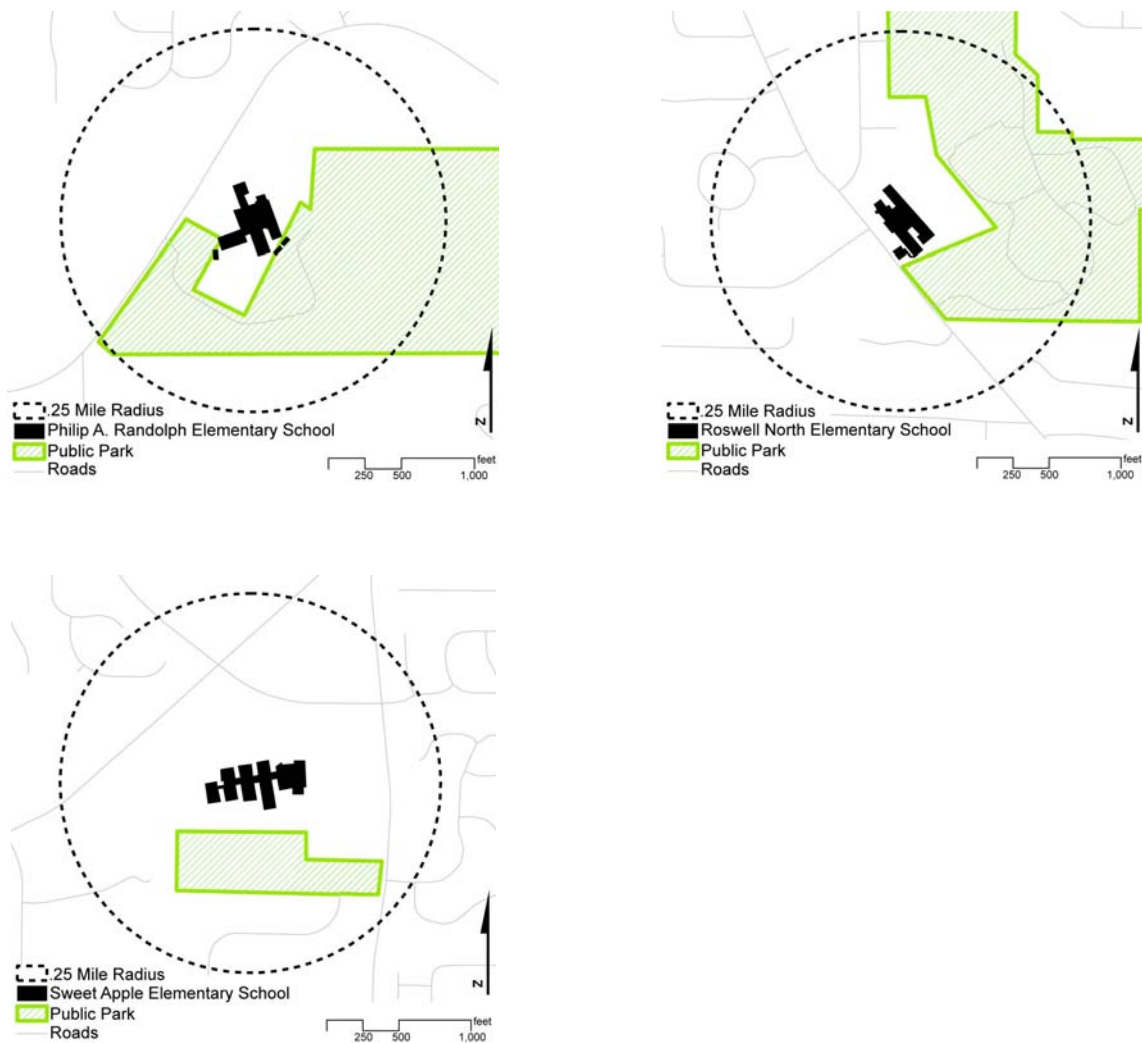 N
.25 Mile Radius
Philip A. Randolph Elementary School
Public Park
Roads
feet
250 500 1,000
N
.25 Mile Radius
Roswell North Elementary School
Public Park
Roads
feet
250 500 1,000
N
.25 Mile Radius
Sweet Apple Elementary School
Public Park
Roads
feet
250 500 1,000